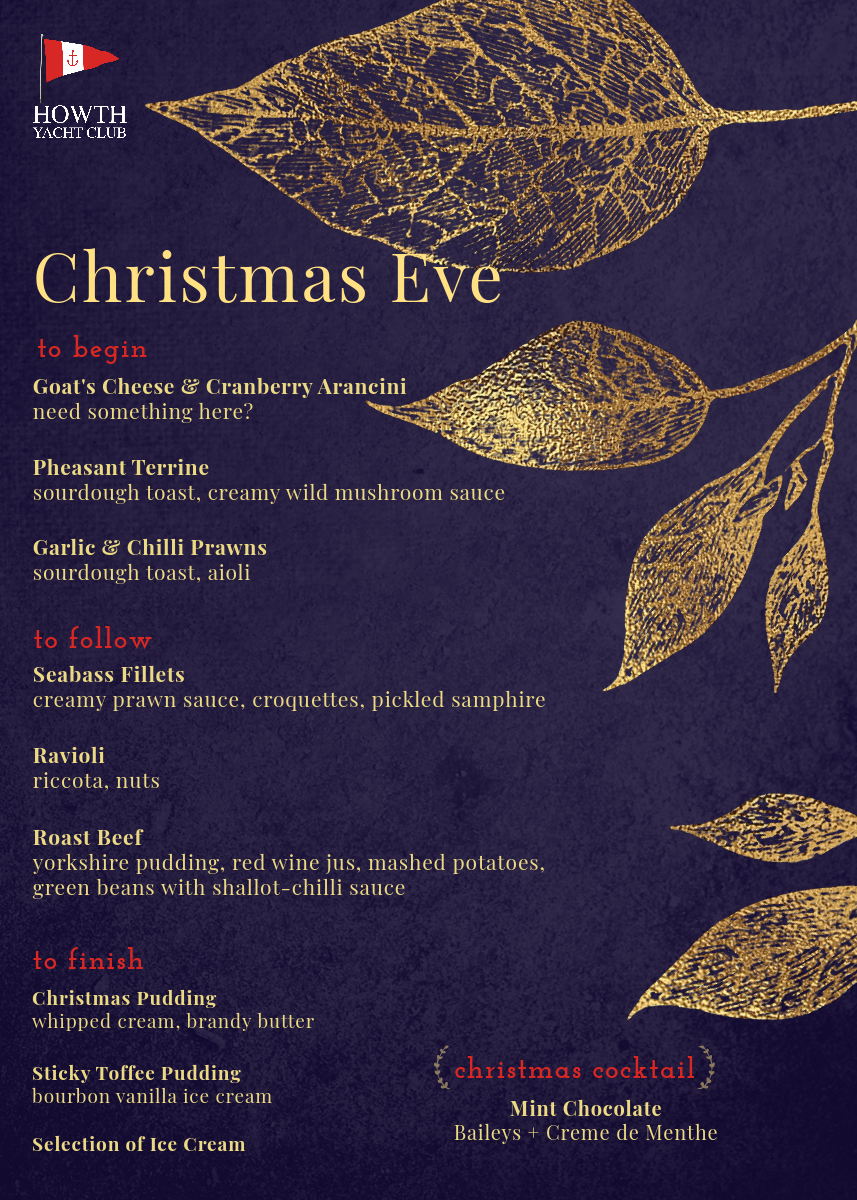 HOWTH
YACHT CLUB
Christmas Eve
to begin
Goat's Cheese & Cranberry Arancini
need something here?
Pheasant Terrine
sourdough toast, creamy wild mushroom sauce
Garlic & Chilli Prawns
sourdough toast, aioli
to follow
Seabass Fillets
creamy prawn sauce, croquettes, pickled samphire
Ravioli
riccota, nuts
Roast Beef
yorkshire pudding, red wine jus, mashed potatoes,
green beans with shallot-chilli sauce
to finish
Christmas Pudding
whipped cream, brandy butter
Sticky Toffee Pudding
bourbon vanilla ice cream
Selection of Ice Cream
christmas cocktail
Mint Chocolate
Baileys + Creme de Menthe